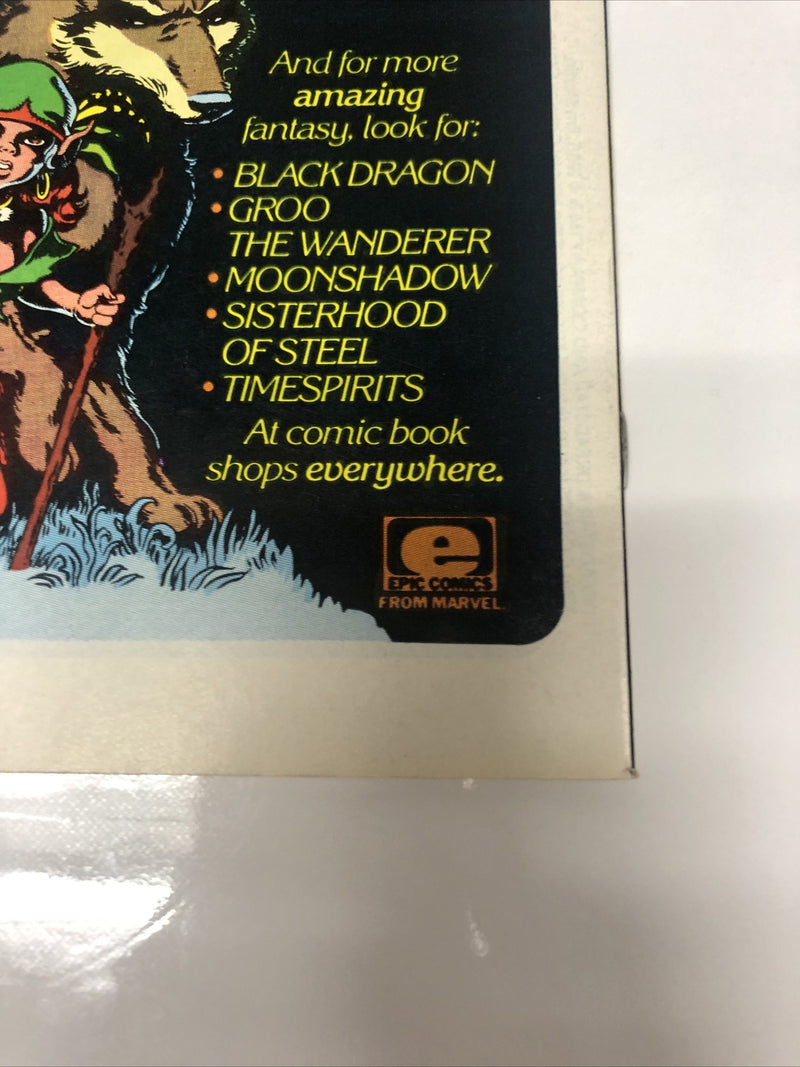 And for more
amazing
fantasy, look for:
• BLACK DRAGON
• GROO
THE WANDERER
• MOONSHADOW
• SISTERHOOD
OF STEEL
• TIMESPIRITS
At comic book
shops everywhere.
e
EPIC COMICS
FROM MARVEL